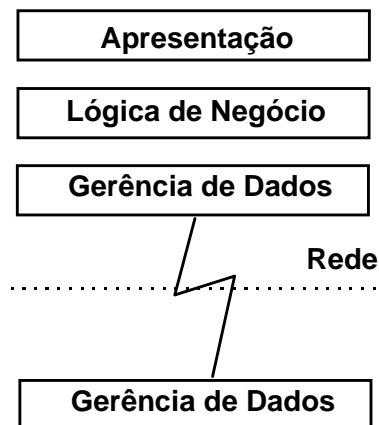 Apresentação
Lógica de Negócio
Gerência de Dados
Rede
Gerência de Dados